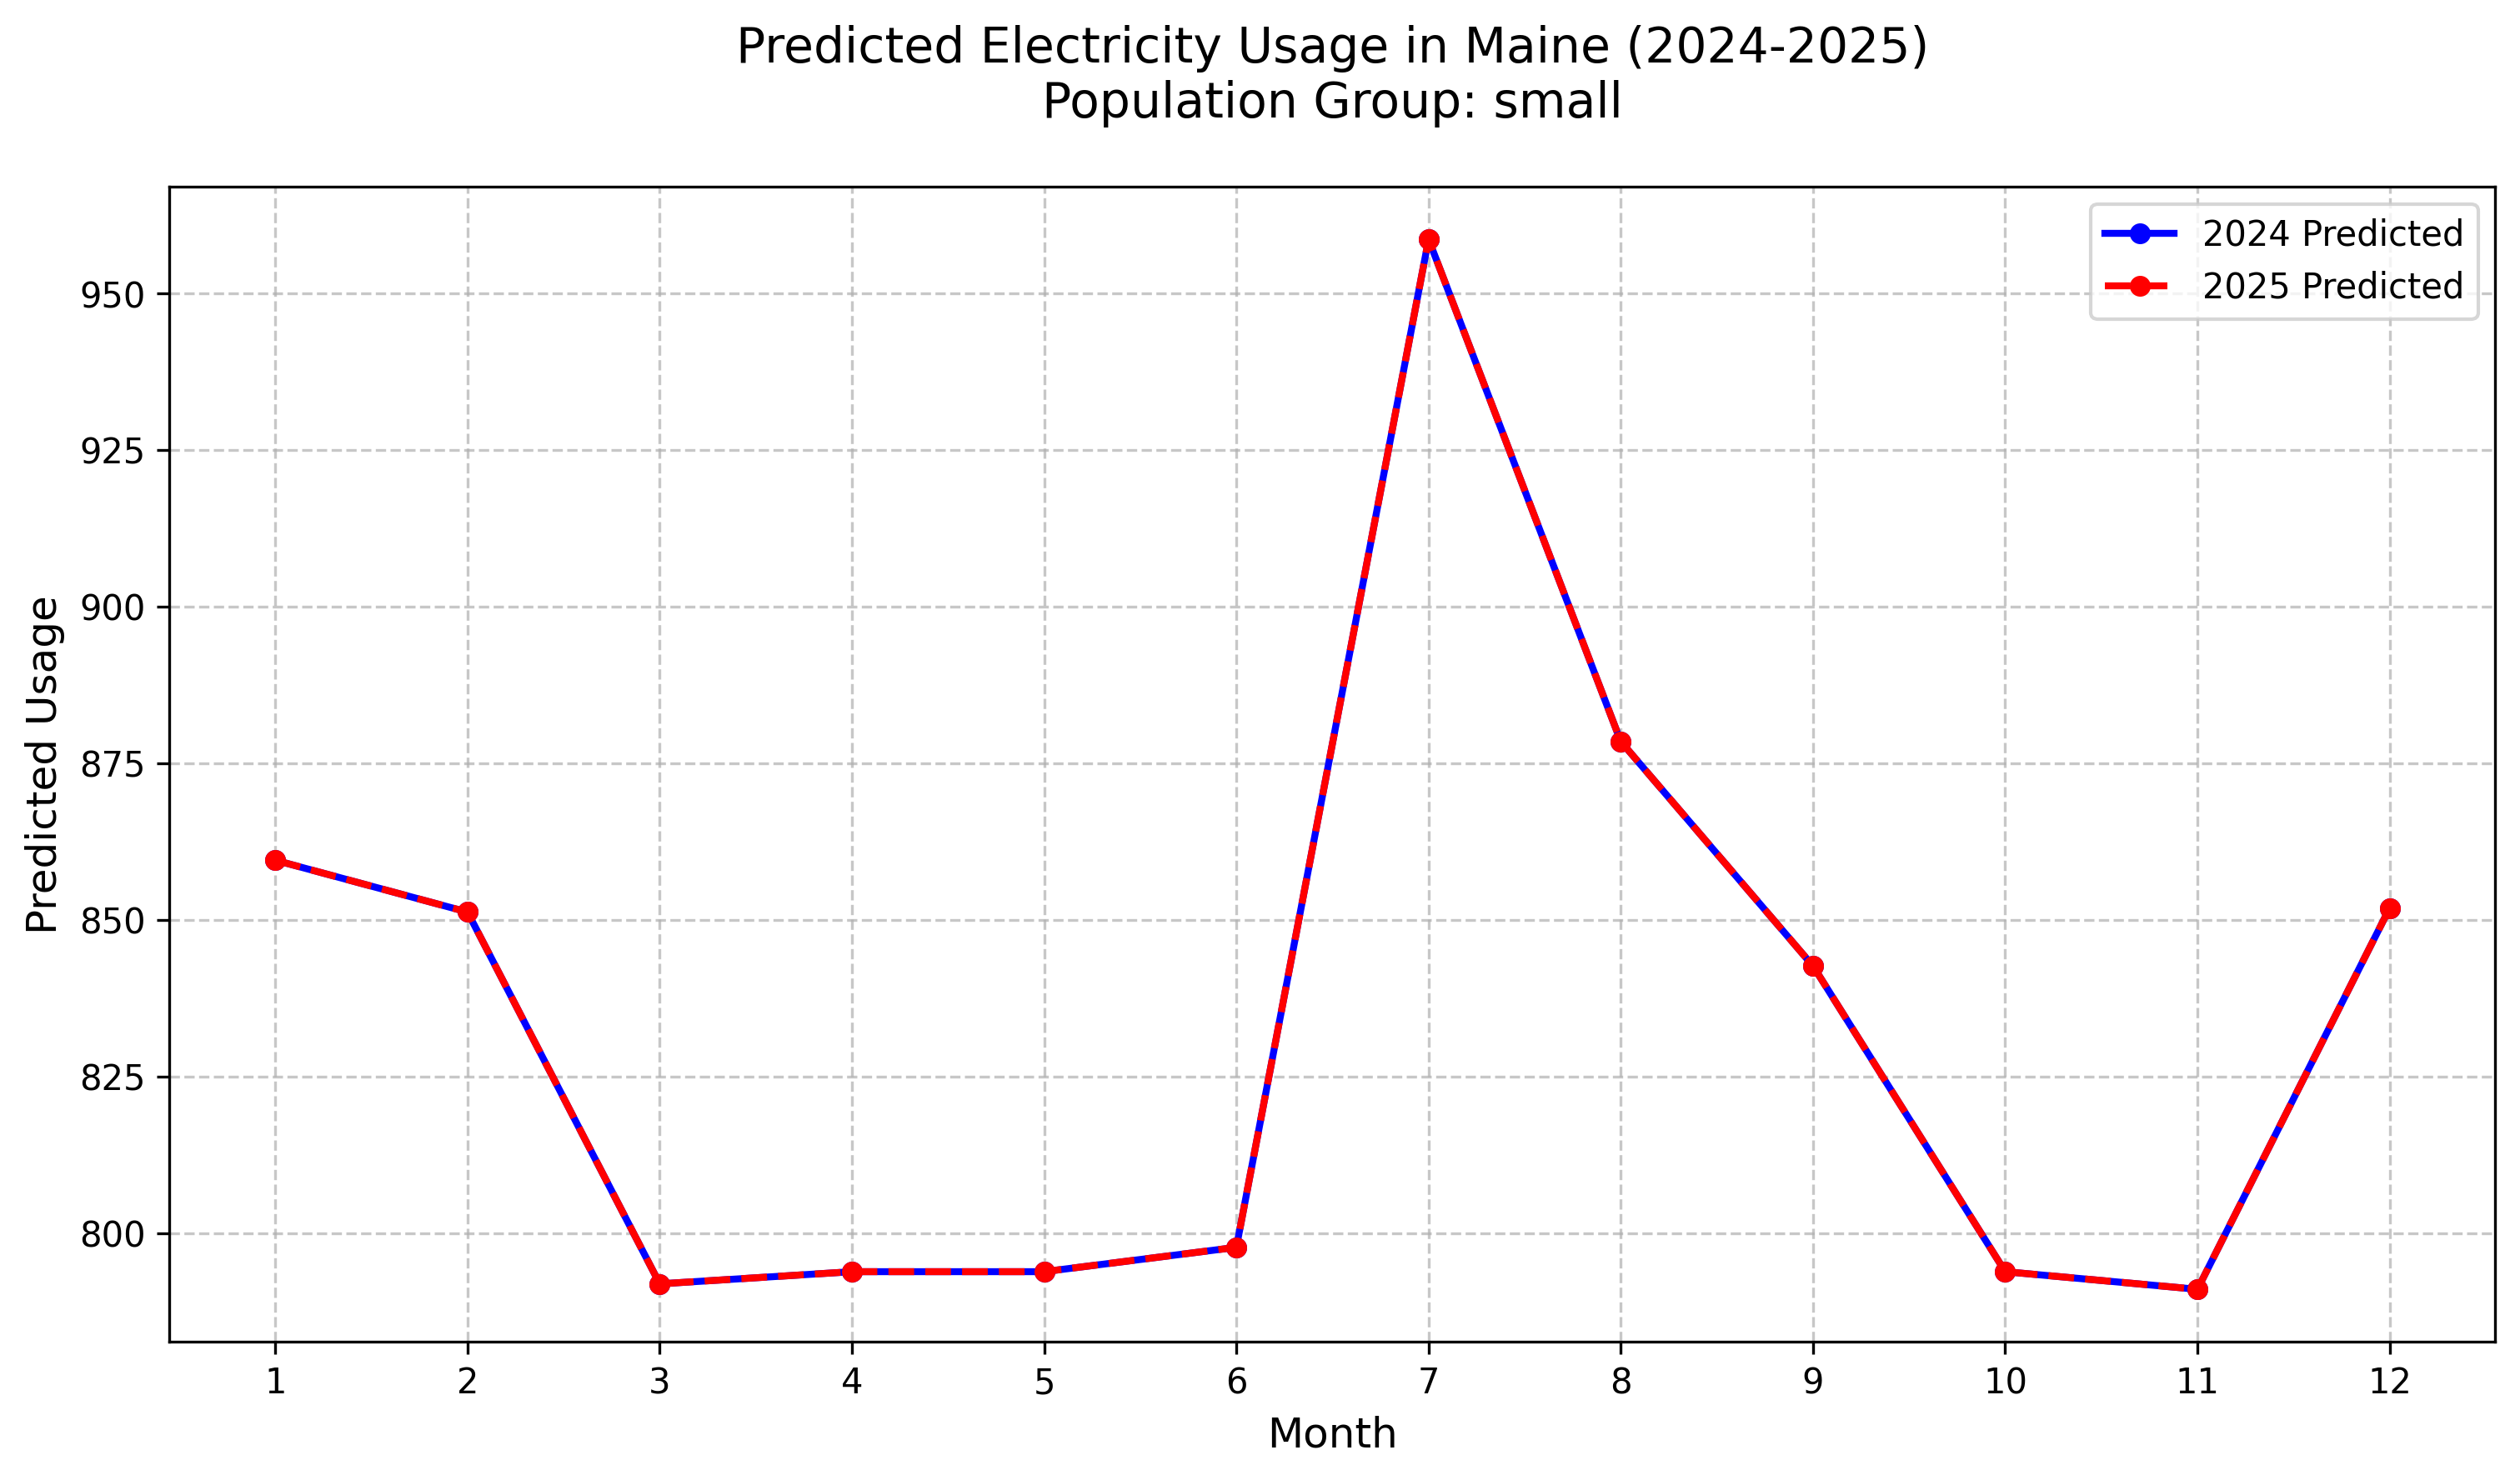 Predicted Electricity Usage in Maine (2024-2025)
Population Group: small
2024 Predicted
2025 Predicted
Predicted Usage
950
925
900
875
850
825
800
1 2 3 4 5 6 7 8 9 10 11 12
Month